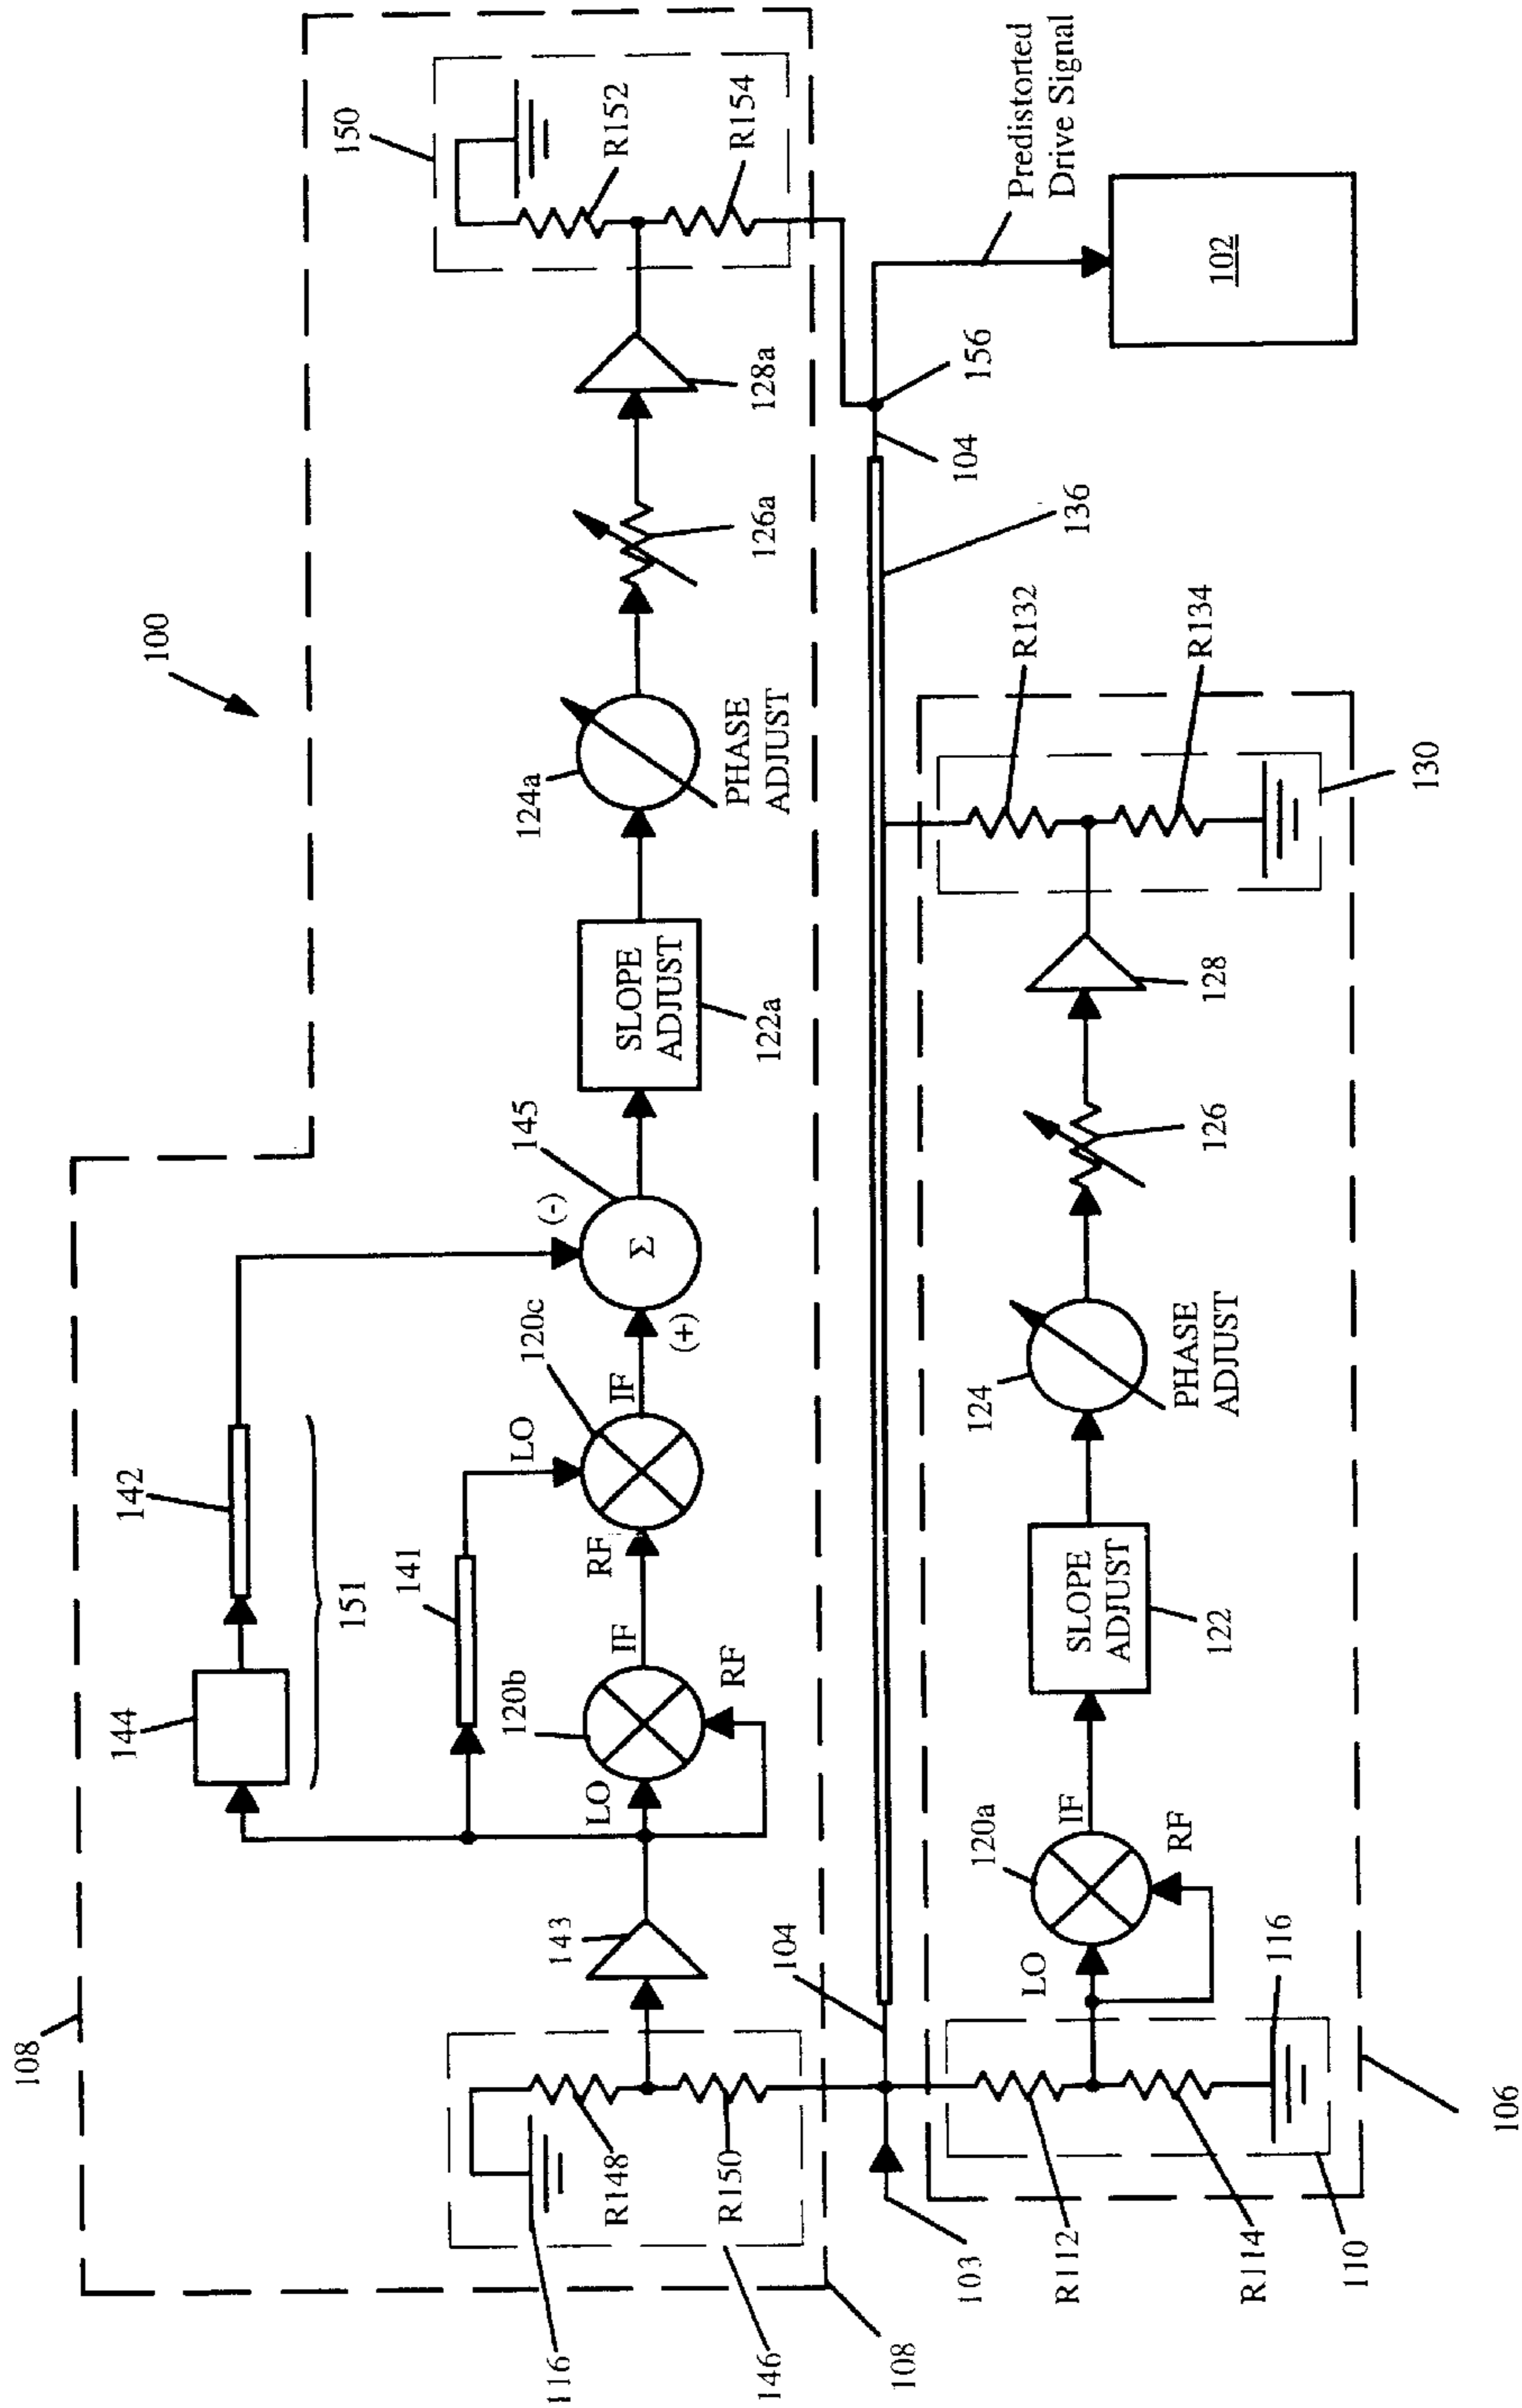 100
108
150
R152
R154
144
142
151
141
145
(-)
Σ
(+)
120b
120c
LO
IF
RF
LO
IF
RF
143
SLOPE
ADJUST
122a
124a
PHASE
ADJUST
126a
128a
116
R148
R150
146
108
104
103
136
104
156
Predistorted
Drive Signal
102
R112
R114
110
116
106
LO
120a
IF
RF
SLOPE
ADJUST
122
124
PHASE
ADJUST
126
128
R132
R134
130